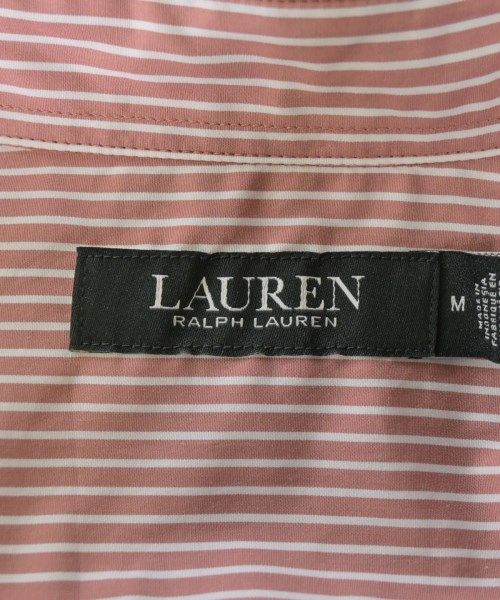 LAUREN
RALPH LAUREN
M
MADE IN
INDONESIA
FABRIQUE EN